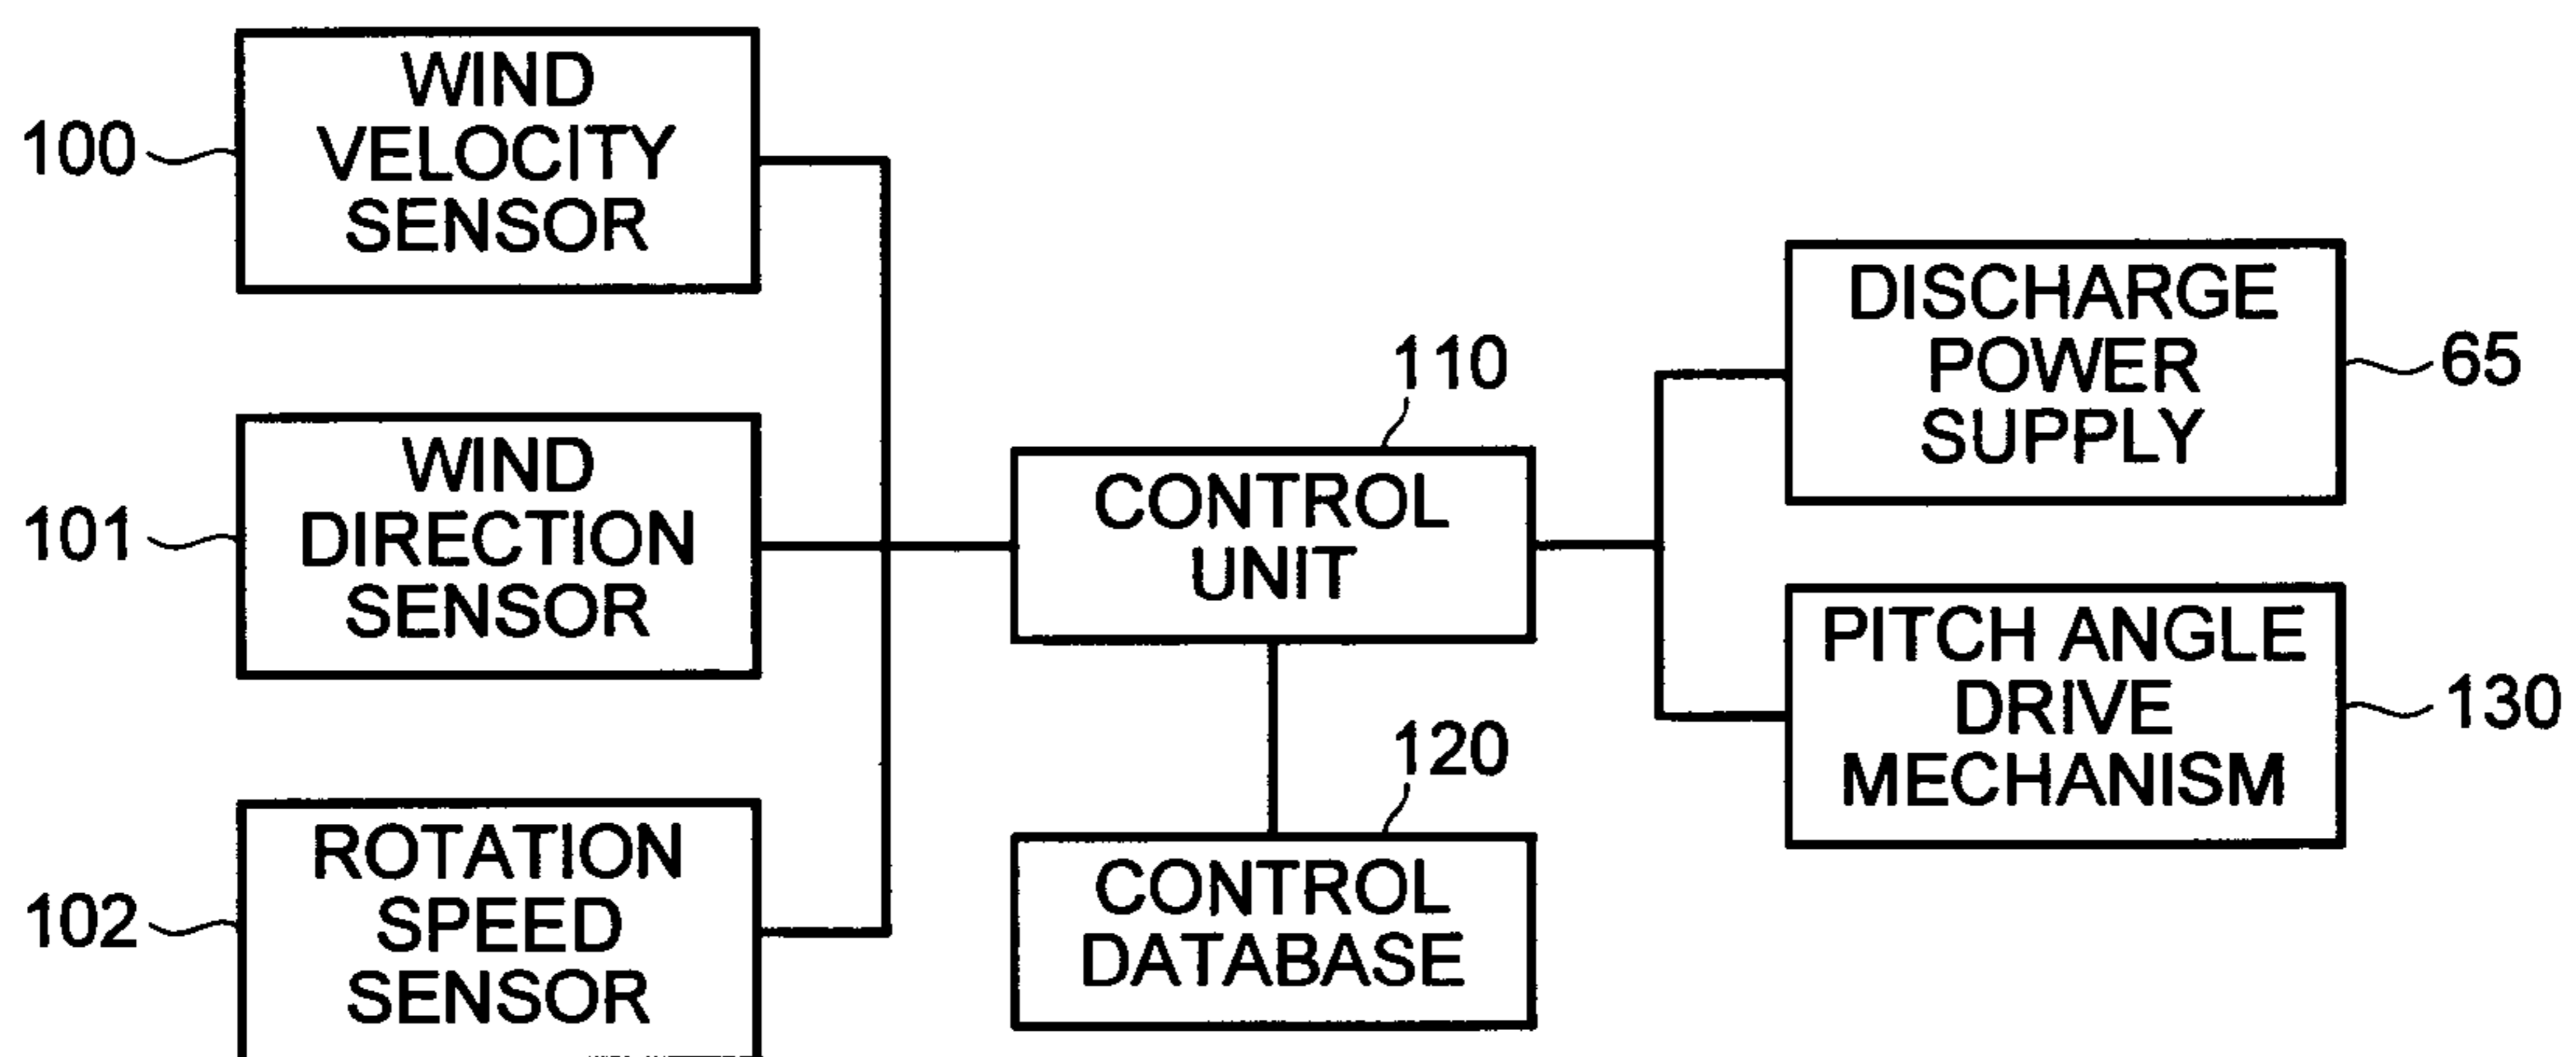 100
WIND
VELOCITY
SENSOR
101
WIND
DIRECTION
SENSOR
102
ROTATION
SPEED
SENSOR
110
CONTROL
UNIT
120
CONTROL
DATABASE
DISCHARGE
POWER
SUPPLY
65
PITCH ANGLE
DRIVE
MECHANISM
130